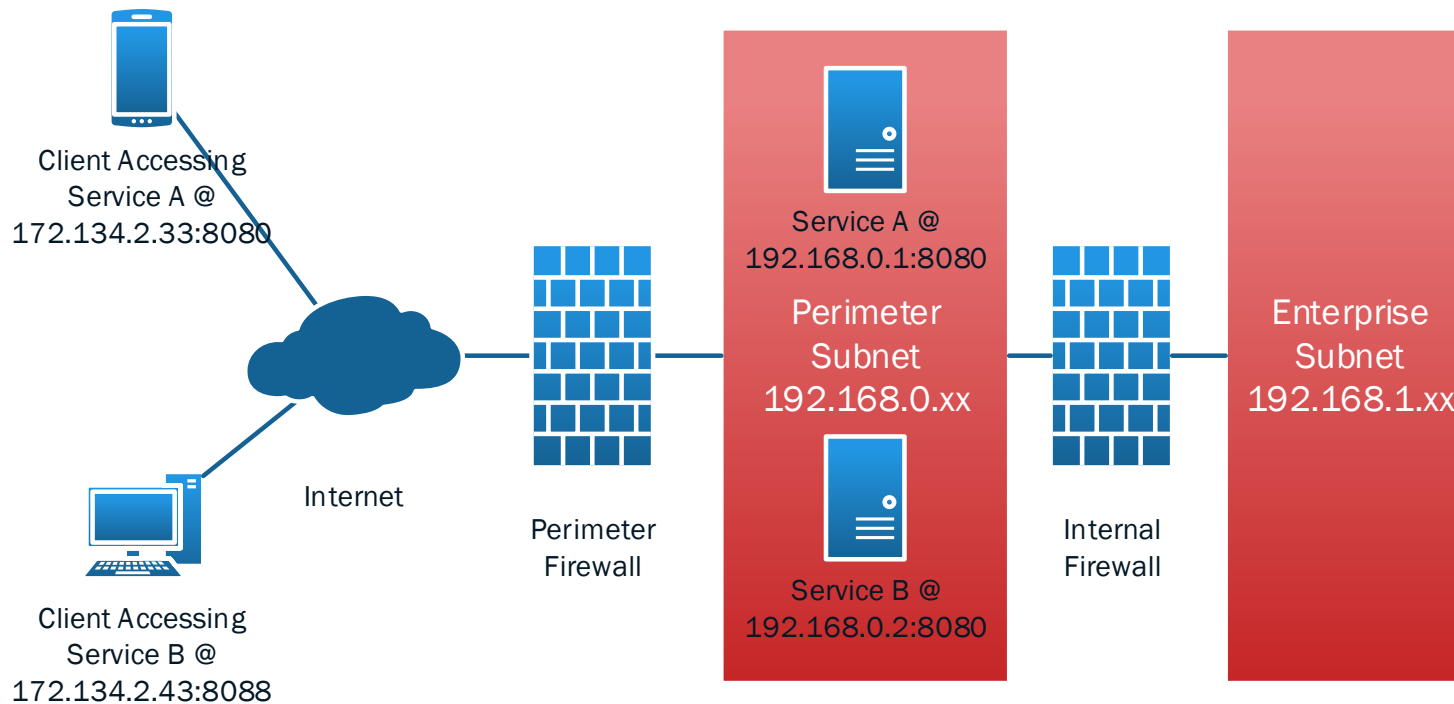 Client Accessing
Service A @
172.134.2.33:8080
Client Accessing
Service B @
172.134.2.43:8088
Internet
Perimeter
Firewall
Service A @
192.168.0.1:8080
Perimeter
Subnet
192.168.0.xx
Service B @
192.168.0.2:8080
Internal
Firewall
Enterprise
Subnet
192.168.1.xx